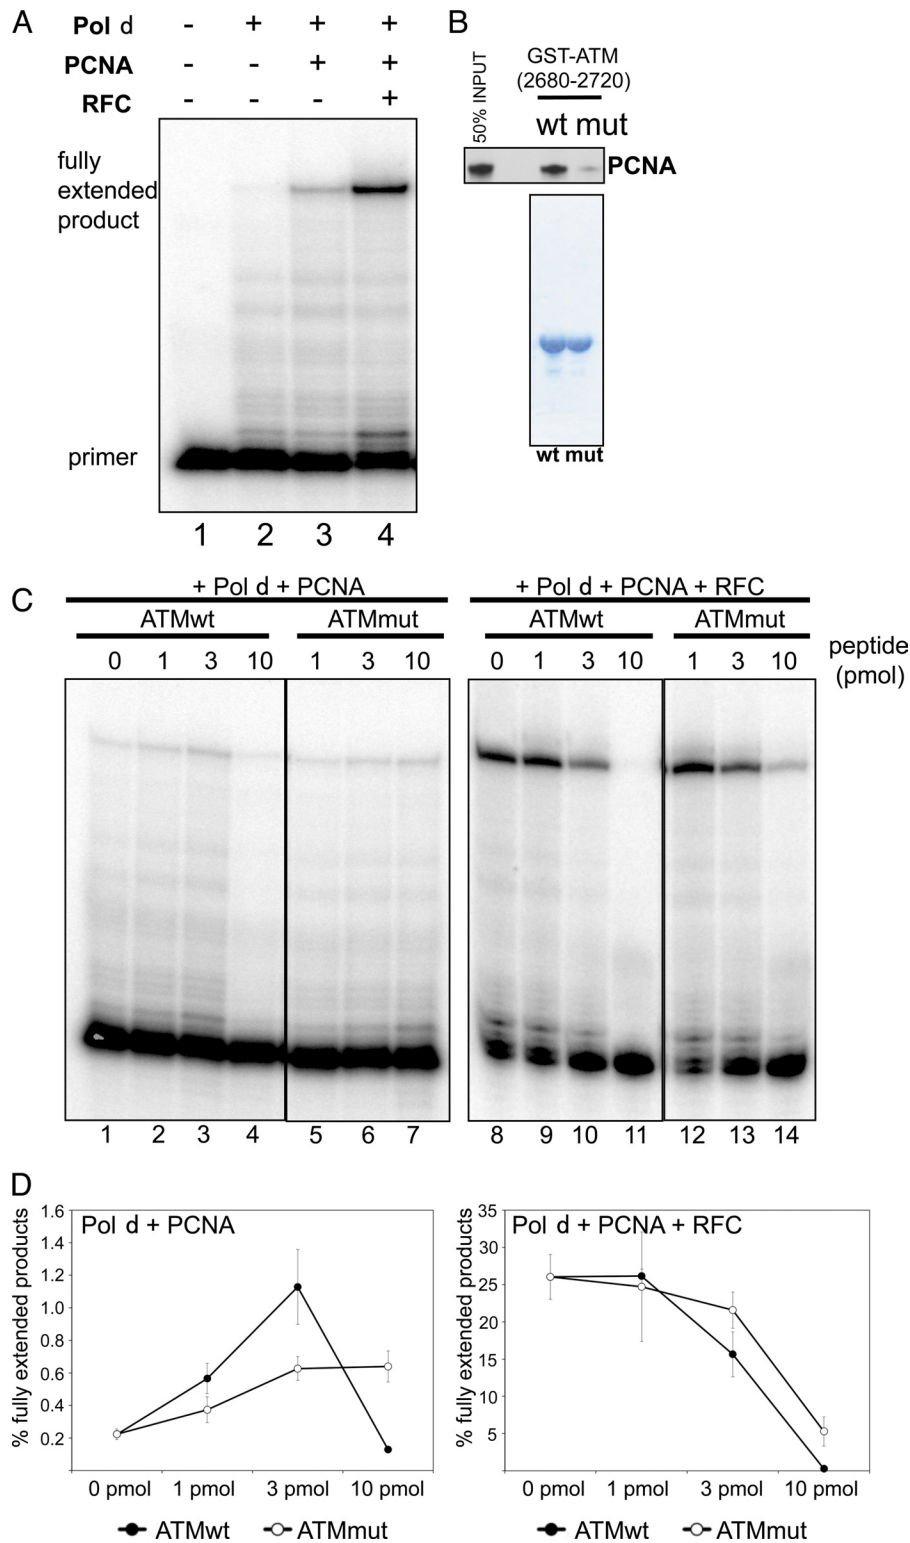 A
Pol d - + + +
PCNA - - + +
RFC - - - +
fully
extended
product
primer
1 2 3 4
B
50% INPUT
GST-ATM
(2680-2720)
wt mut
PCNA
wt mut
C
+ Pol d + PCNA
+ Pol d + PCNA + RFC
ATMwt ATMmut ATMwt ATMmut
0 1 3 10 1 3 10 0 1 3 10 1 3 10
peptide
(pmol)
1 2 3 4 5 6 7 8 9 10 11 12 13 14
D
Pol d + PCNA
% fully extended products
1.6
1.4
1.2
1.0
0.8
0.6
0.4
0.2
0 pmol 1 pmol 3 pmol 10 pmol
ATMwt ATMmut
Pol d + PCNA + RFC
% fully extended products
35
30
25
20
15
10
5
0 pmol 1 pmol 3 pmol 10 pmol
ATMwt ATMmut